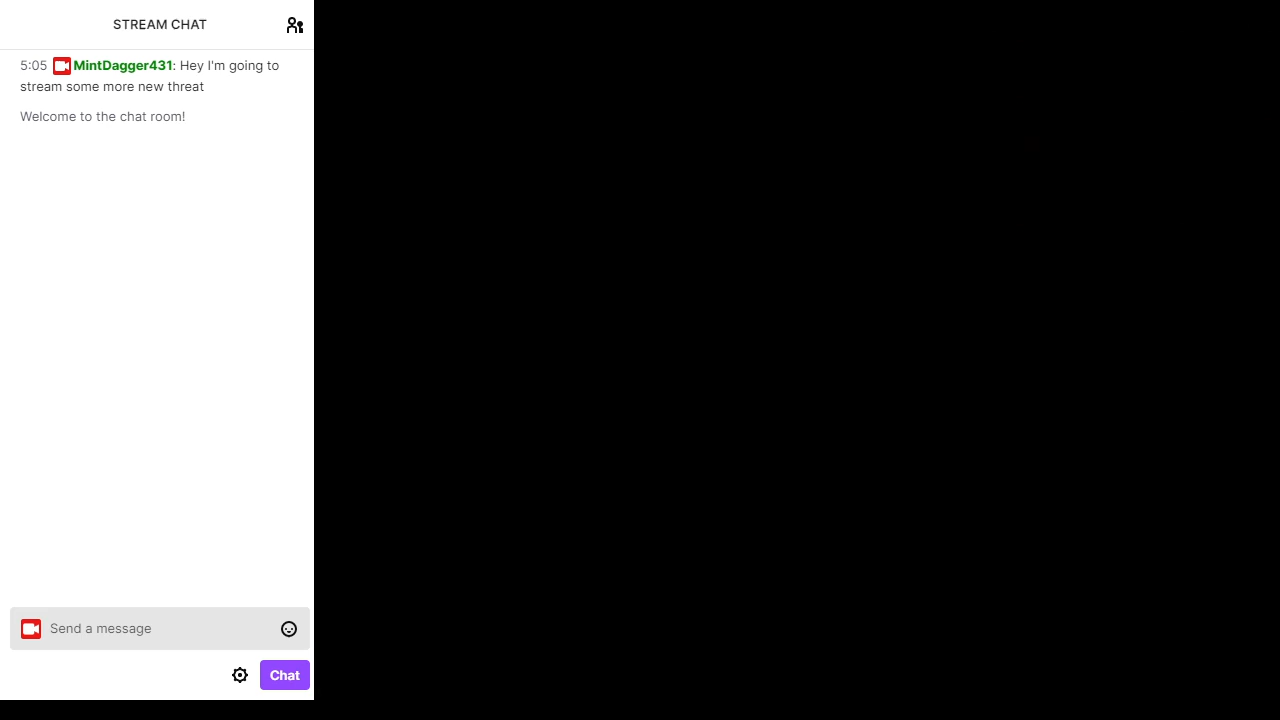 STREAM CHAT
5:05 MintDagger431: Hey I'm going to
stream some more new threat
Welcome to the chat room!
Send a message
Chat